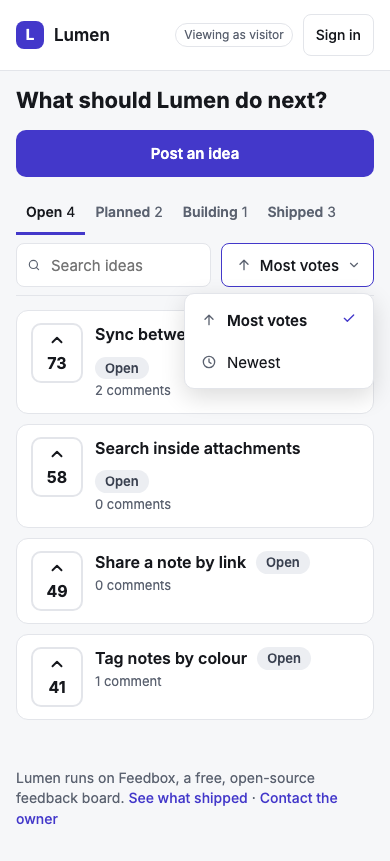 L Lumen
Viewing as visitor
Sign in
What should Lumen do next?
Post an idea
Open 4 Planned 2 Building 1 Shipped 3
Search ideas
Most votes
Most votes
Newest
73
Sync
Open
2 comments
58
Search inside attachments
Open
0 comments
49
Share a note by link Open
0 comments
41
Tag notes by colour Open
1 comment
Lumen runs on Feedbox, a free, open-source
feedback board. See what shipped · Contact the
owner